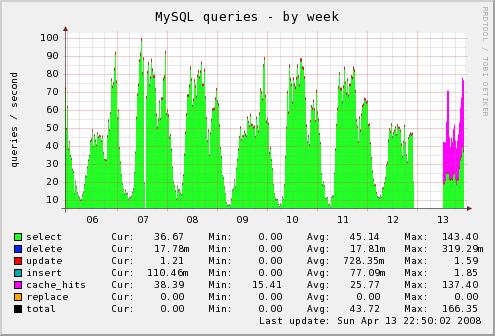 MySQL queries - by week
RRDTOOL / TOBI OETIKER
queries / second
100
90
80
70
60
50
40
30
20
10
06 07 08 09 10 11 12 13
select Cur: 36.67 Min: 0.00 Avg: 45.14 Max: 143.40
delete Cur: 17.78m Min: 0.00 Avg: 17.81m Max: 319.29m
update Cur: 1.21 Min: 0.00 Avg: 728.35m Max: 1.59
insert Cur: 110.46m Min: 0.00 Avg: 77.09m Max: 1.85
cache_hits Cur: 38.39 Min: 15.41 Avg: 25.77 Max: 137.40
replace Cur: 0.00 Min: 0.00 Avg: 0.00 Max: 0.00
total Cur: 0.00 Min: 0.00 Avg: 43.72 Max: 166.35
Last update: Sun Apr 13 22:50:02 2008